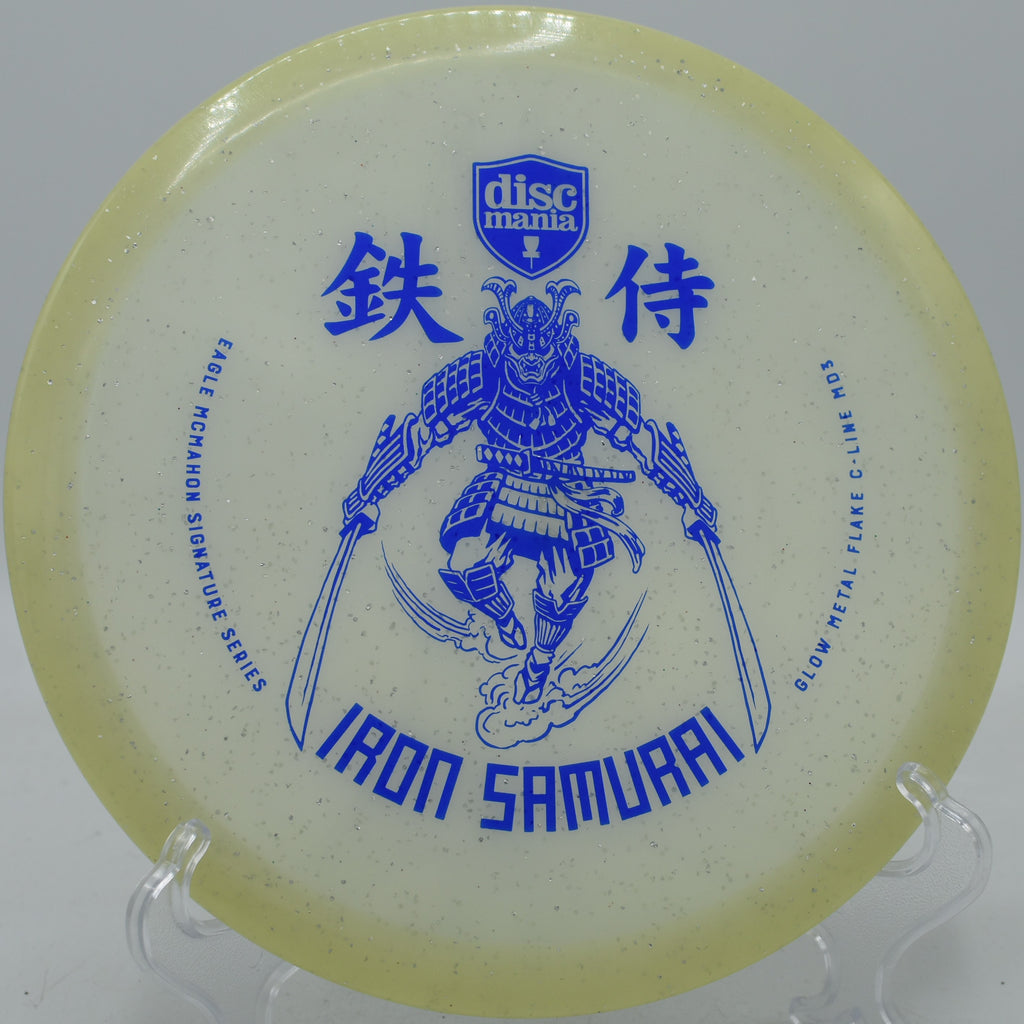 disc
mania
鉄 侍
EAGLE MCMAHON SIGNATURE SERIES
GLOW METAL FLAKE C-LINE MD3
IRON SAMURAI